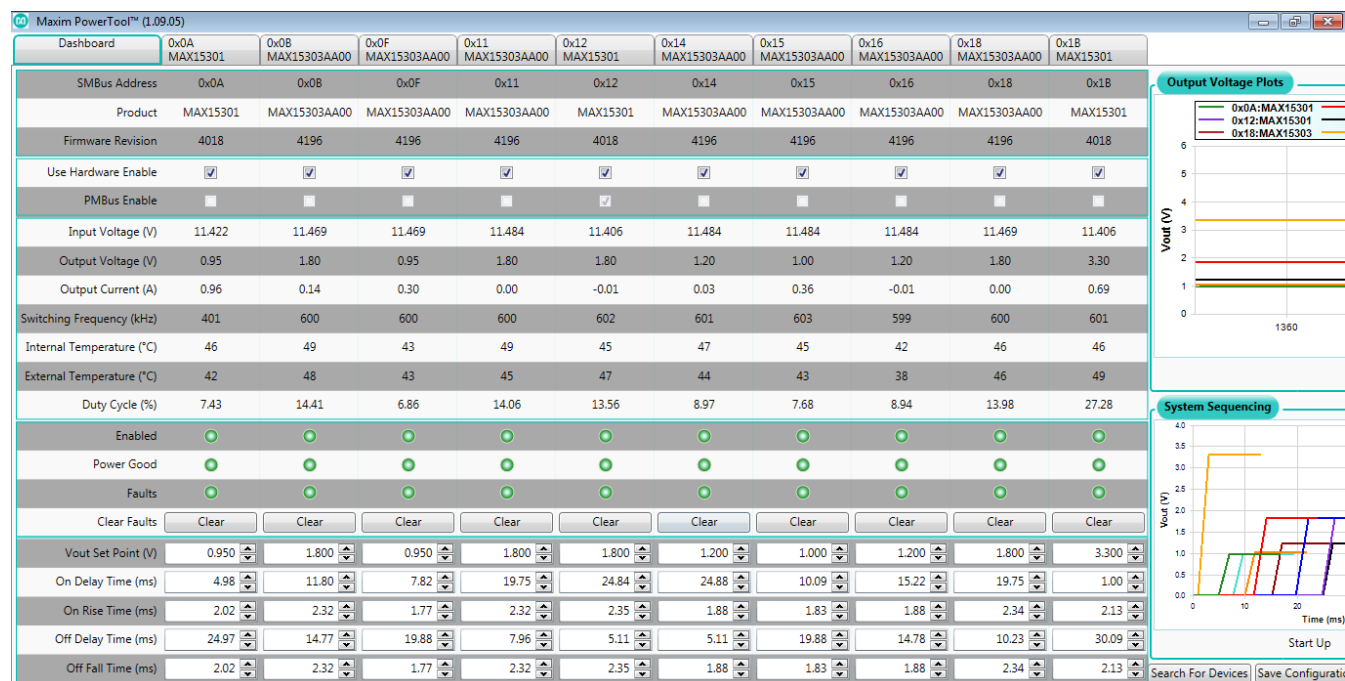 Maxim PowerTool™ (1.09.05)
Dashboard 0x0A 0x0B 0x0F 0x11 0x12 0x14 0x15 0x16 0x18 0x1B
MAX15301 MAX15303AA00 MAX15303AA00 MAX15303AA00 MAX15301 MAX15303AA00 MAX15303AA00 MAX15303AA00 MAX15303AA00 MAX15301
SMBus Address 0x0A 0x0B 0x0F 0x11 0x12 0x14 0x15 0x16 0x18 0x1B
Product MAX15301 MAX15303AA00 MAX15303AA00 MAX15303AA00 MAX15301 MAX15303AA00 MAX15303AA00 MAX15303AA00 MAX15303AA00 MAX15301
Firmware Revision 4018 4196 4196 4196 4018 4196 4196 4196 4196 4018
Use Hardware Enable
PMBus Enable
Input Voltage (V) 11.422 11.469 11.469 11.484 11.406 11.484 11.484 11.484 11.469 11.406
Output Voltage (V) 0.95 1.80 0.95 1.80 1.80 1.20 1.00 1.20 1.80 3.30
Output Current (A) 0.96 0.14 0.30 0.00 -0.01 0.03 0.36 -0.01 0.00 0.69
Switching Frequency (kHz) 401 600 600 600 602 601 603 599 600 601
Internal Temperature (°C) 46 49 43 49 45 47 45 42 46 46
External Temperature (°C) 42 48 43 45 47 44 43 38 46 49
Duty Cycle (%) 7.43 14.41 6.86 14.06 13.56 8.97 7.68 8.94 13.98 27.28
Enabled
Power Good
Faults
Clear Faults Clear Clear Clear Clear Clear Clear Clear Clear Clear Clear
Vout Set Point (V) 0.950 1.800 0.950 1.800 1.800 1.200 1.000 1.200 1.800 3.300
On Delay Time (ms) 4.98 11.80 7.82 19.75 24.84 24.88 10.09 15.22 19.75 1.00
On Rise Time (ms) 2.02 2.32 1.77 2.32 2.35 1.88 1.83 1.88 2.34 2.13
Off Delay Time (ms) 24.97 14.77 19.88 7.96 5.11 5.11 19.88 14.78 10.23 30.09
Off Fall Time (ms) 2.02 2.32 1.77 2.32 2.35 1.88 1.83 1.88 2.34 2.13
Output Voltage Plots
0x0A:MAX15301
0x12:MAX15301
0x18:MAX15303
6
5
4
3
2
1
0
Vout (V)
1360
System Sequencing
4.0
3.5
3.0
2.5
2.0
1.5
1.0
0.5
0.0
Vout (V)
0 10 20
Time (ms)
Start Up
Search For Devices Save Configuratio